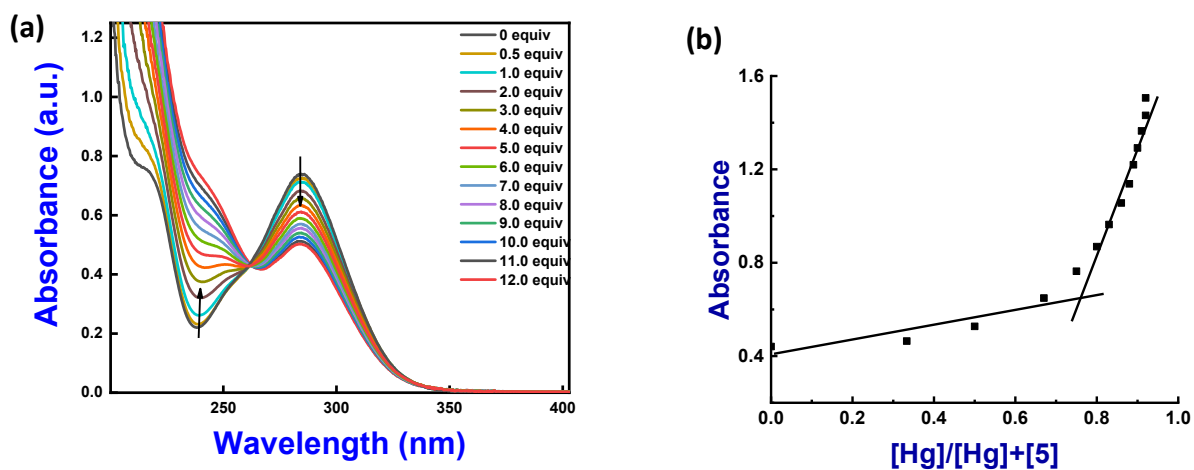 (a)
Absorbance (a.u.)
1.2
1.0
0.8
0.6
0.4
0.2
0.0
250
300
350
400
Wavelength (nm)
0 equiv
0.5 equiv
1.0 equiv
2.0 equiv
3.0 equiv
4.0 equiv
5.0 equiv
6.0 equiv
7.0 equiv
8.0 equiv
9.0 equiv
10.0 equiv
11.0 equiv
12.0 equiv
(b)
Absorbance
1.6
1.2
0.8
0.4
0.0
0.2
0.4
0.6
0.8
1.0
[Hg]/[Hg]+[5]